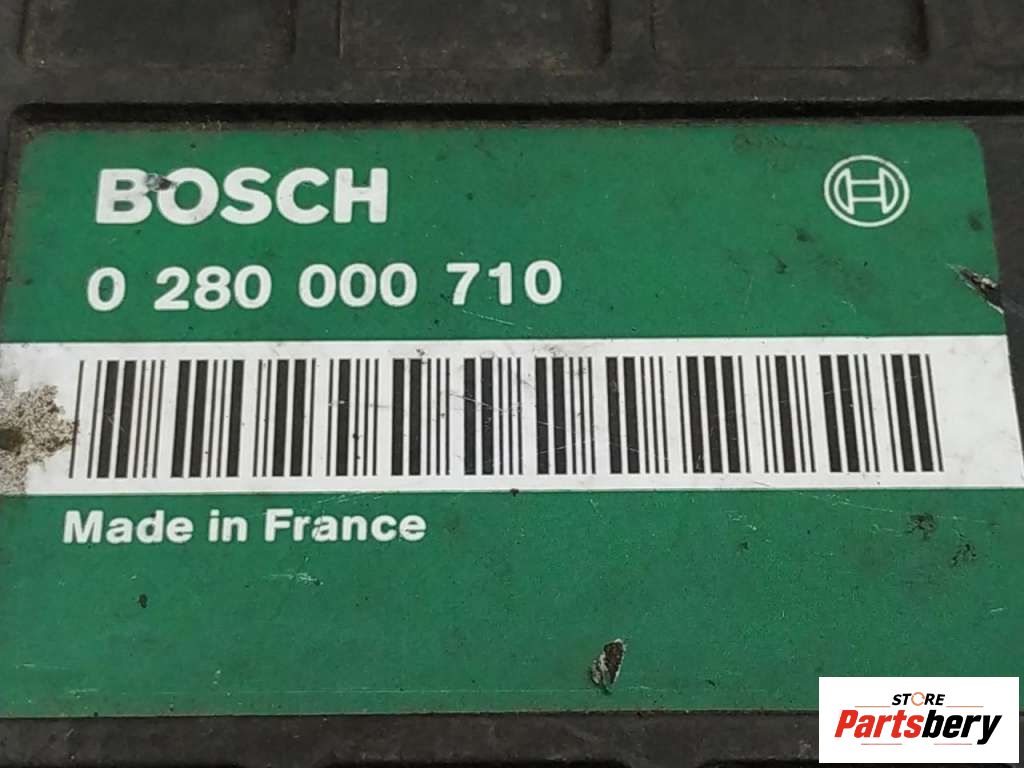 BOSCH
0 280 000 710
Made in France
STORE
Partsbery